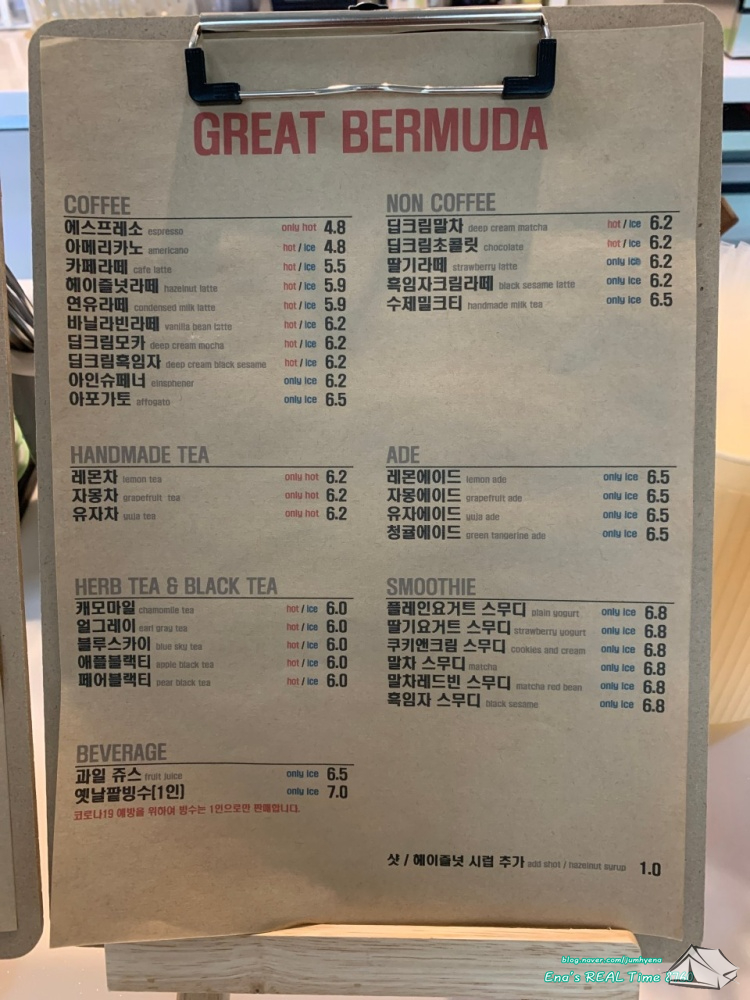 GREAT BERMUDA
COFFEE
에스프레소 espresso only hot 4.8
아메리카노 americano hot / ice 4.8
카페라떼 cafe latte hot / ice 5.5
헤이즐넛라떼 hazelnut latte hot / ice 5.9
연유라떼 condensed milk latte hot / ice 5.9
바닐라빈라떼 vanilla bean latte hot / ice 6.2
딥크림모카 deep cream mocha hot / ice 6.2
딥크림흑임자 deep cream black sesame hot / ice 6.2
아인슈페너 einsphener only ice 6.2
아포가토 affogato only ice 6.5
NON COFFEE
딥크림말차 deep cream matcha hot / ice 6.2
딥크림초콜릿 chocolate hot / ice 6.2
딸기라떼 strawberry latte only ice 6.2
흑임자크림라떼 black sesame latte only ice 6.2
수제밀크티 handmade milk tea only ice 6.5
HANDMADE TEA
레몬차 lemon tea only hot 6.2
자몽차 grapefruit tea only hot 6.2
유자차 yuja tea only hot 6.2
ADE
레몬에이드 lemon ade only ice 6.5
자몽에이드 grapefruit ade only ice 6.5
유자에이드 yuja ade only ice 6.5
청귤에이드 green tangerine ade only ice 6.5
HERB TEA & BLACK TEA
캐모마일 chamomile tea hot / ice 6.0
얼그레이 earl gray tea hot / ice 6.0
블루스카이 blue sky tea hot / ice 6.0
애플블랙티 apple black tea hot / ice 6.0
페어블랙티 pear black tea hot / ice 6.0
SMOOTHIE
플레인요거트 스무디 plain yogurt only ice 6.8
딸기요거트 스무디 strawberry yogurt only ice 6.8
쿠키앤크림 스무디 cookies and cream only ice 6.8
말차 스무디 matcha only ice 6.8
말차레드빈 스무디 matcha red bean only ice 6.8
흑임자 스무디 black sesame only ice 6.8
BEVERAGE
과일 쥬스 fruit juice only ice 6.5
옛날팥빙수(1인) only ice 7.0
코로나19 예방을 위하여 빙수는 1인으로만 판매합니다.
샷 / 헤이즐넛 시럽 추가 add shot / hazelnut syrup 1.0
blog.naver.com/jumhyena
Ena's REAL Time